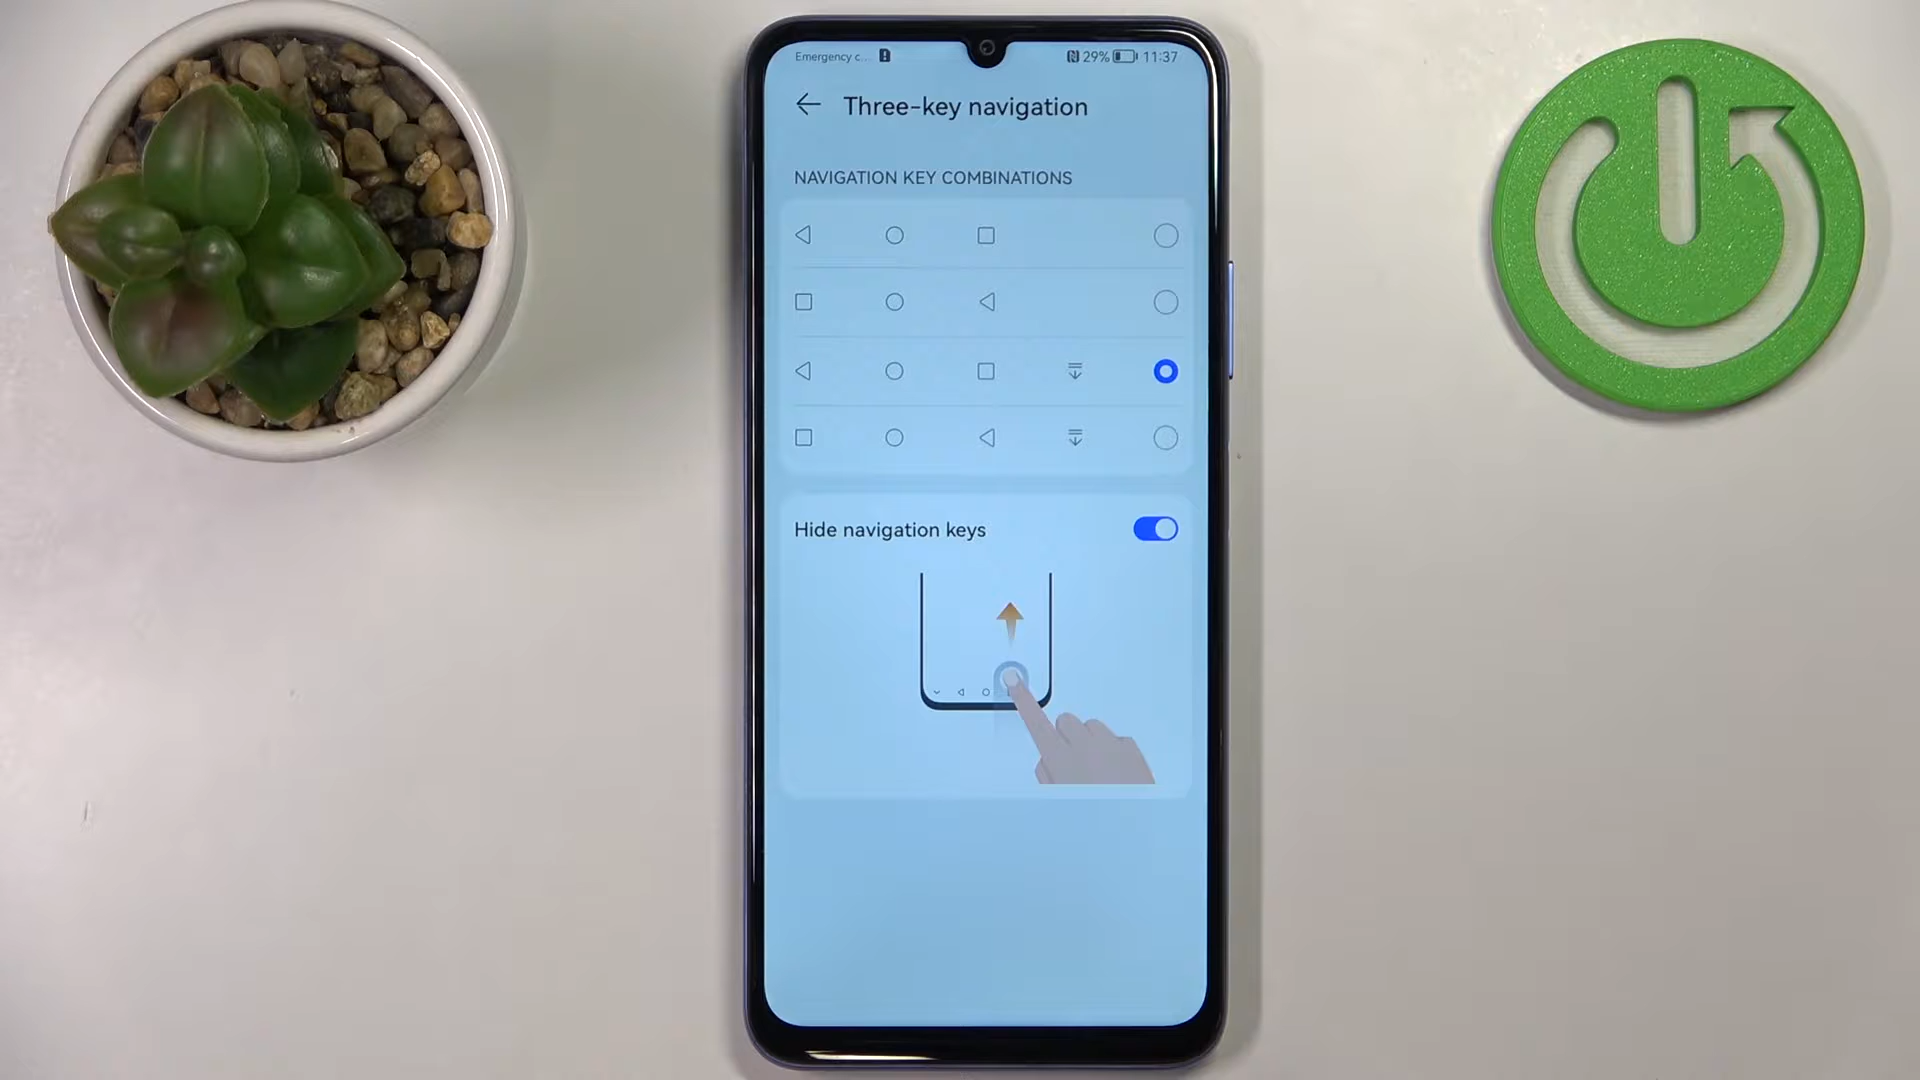 Emergency c... 29% 11:37
Three-key navigation
NAVIGATION KEY COMBINATIONS
Hide navigation keys